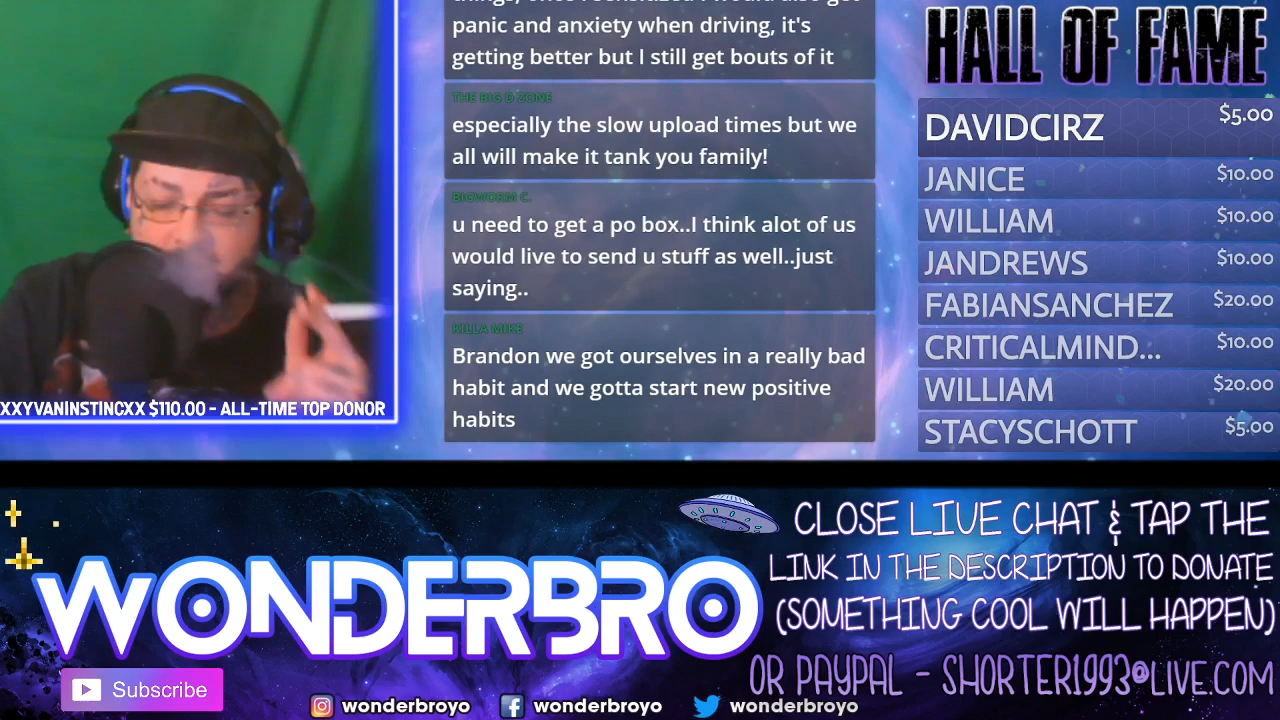 panic and anxiety when driving, it's
getting better but I still get bouts of it
THE BIG D ZONE
especially the slow upload times but we
all will make it tank you family!
BIGWORM C.
u need to get a po box..I think alot of us
would live to send u stuff as well..just
saying..
KILLA MIKE
Brandon we got ourselves in a really bad
habit and we gotta start new positive
habits
XXYVANINSTINCXX $110.00 - ALL-TIME TOP DONOR
HALL OF FAME
DAVIDCIRZ $5.00
JANICE $10.00
WILLIAM $10.00
JANDREWS $10.00
FABIANSANCHEZ $20.00
CRITICALMIND... $10.00
WILLIAM $20.00
STACYSCHOTT $5.00
WONDERBRO
Subscribe
wonderbroyo wonderbroyo wonderbroyo
CLOSE LIVE CHAT & TAP THE
LINK IN THE DESCRIPTION TO DONATE
(SOMETHING COOL WILL HAPPEN)
OR PAYPAL - SHORTER1993@LIVE.COM